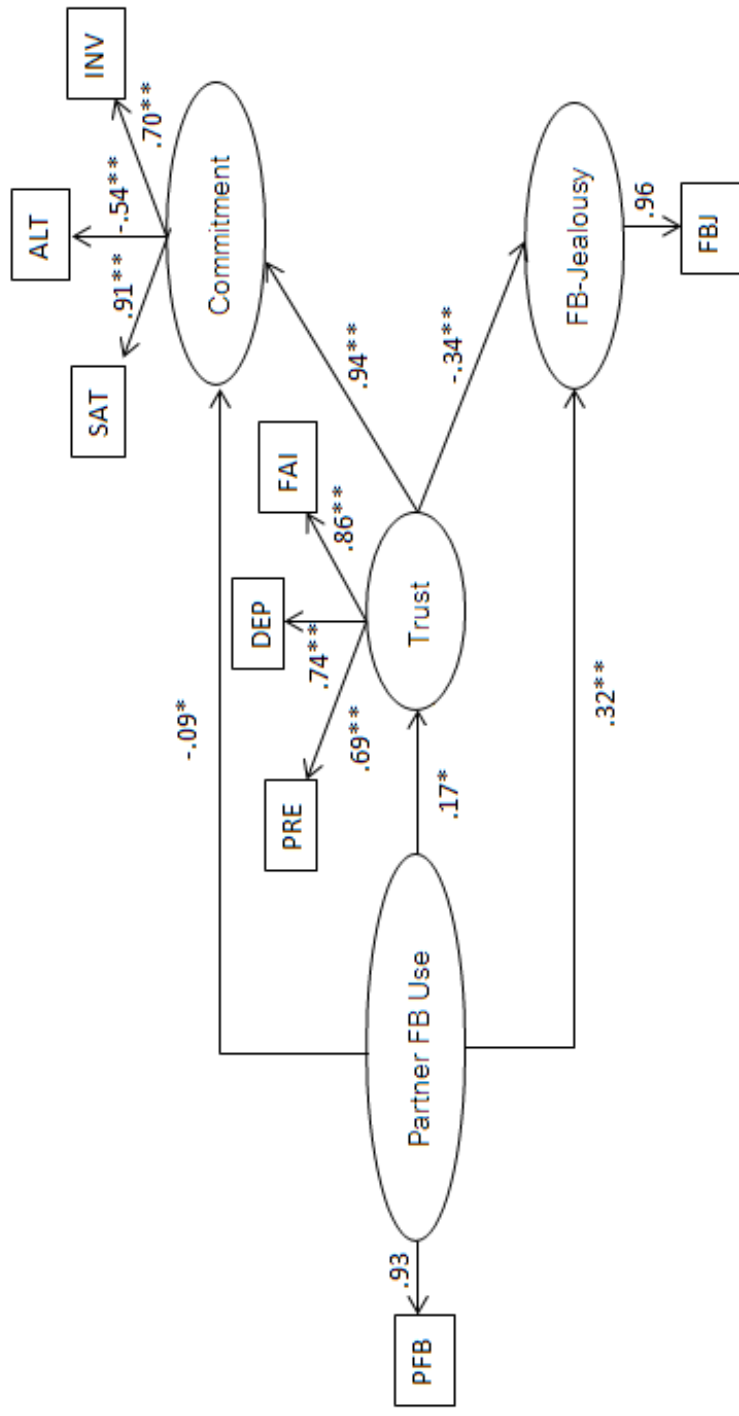 INV
ALT
SAT
.70**
-.54**
.91**
Commitment
FAI
DEP
PRE
.86**
.74**
.69**
-.09*
.94**
Trust
.17*
-.34**
Partner FB Use
.93
PFB
.32**
FB-Jealousy
.96
FBJ